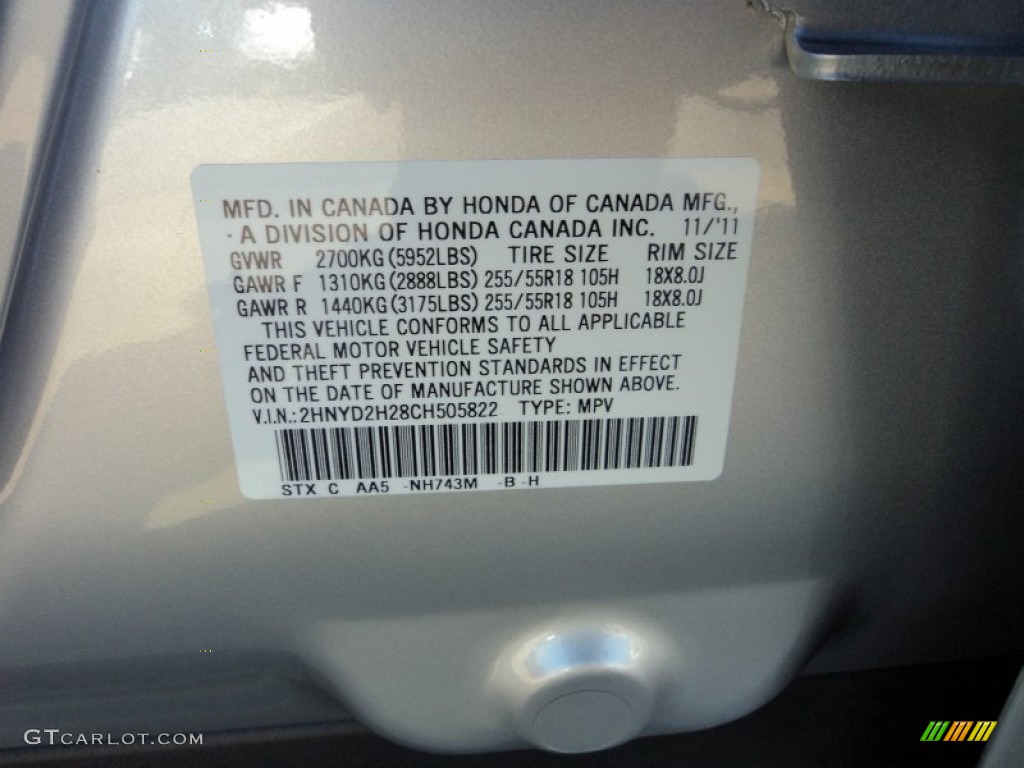 MFD. IN CANADA BY HONDA OF CANADA MFG.,
A DIVISION OF HONDA CANADA INC. 11/'11
GVWR 2700KG (5952LBS) TIRE SIZE RIM SIZE
GAWR F 1310KG (2888LBS) 255/55R18 105H 18X8.0J
GAWR R 1440KG (3175LBS) 255/55R18 105H 18X8.0J
THIS VEHICLE CONFORMS TO ALL APPLICABLE
FEDERAL MOTOR VEHICLE SAFETY
AND THEFT PREVENTION STANDARDS IN EFFECT
ON THE DATE OF MANUFACTURE SHOWN ABOVE.
V.I.N.: 2HNYD2H28CH505822 TYPE: MPV
STX C AA5 -NH743M -B -H
GTCARLOT.COM